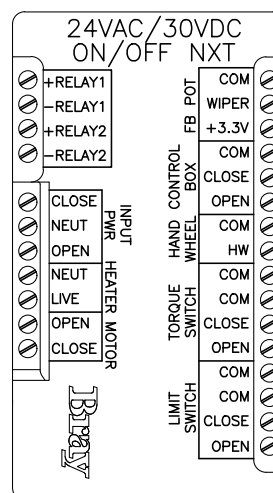 24VAC/30VDC
ON/OFF NXT
+RELAY1
−RELAY1
+RELAY2
−RELAY2
CLOSE
NEUT
OPEN
INPUT
PWR
NEUT
LIVE
HEATER
OPEN
CLOSE
MOTOR
Bray
FB POT
COM
WIPER
+3.3V
CONTROL
BOX
COM
CLOSE
OPEN
HAND
WHEEL
COM
HW
TORQUE
SWITCH
COM
COM
CLOSE
OPEN
LIMIT
SWITCH
COM
COM
CLOSE
OPEN